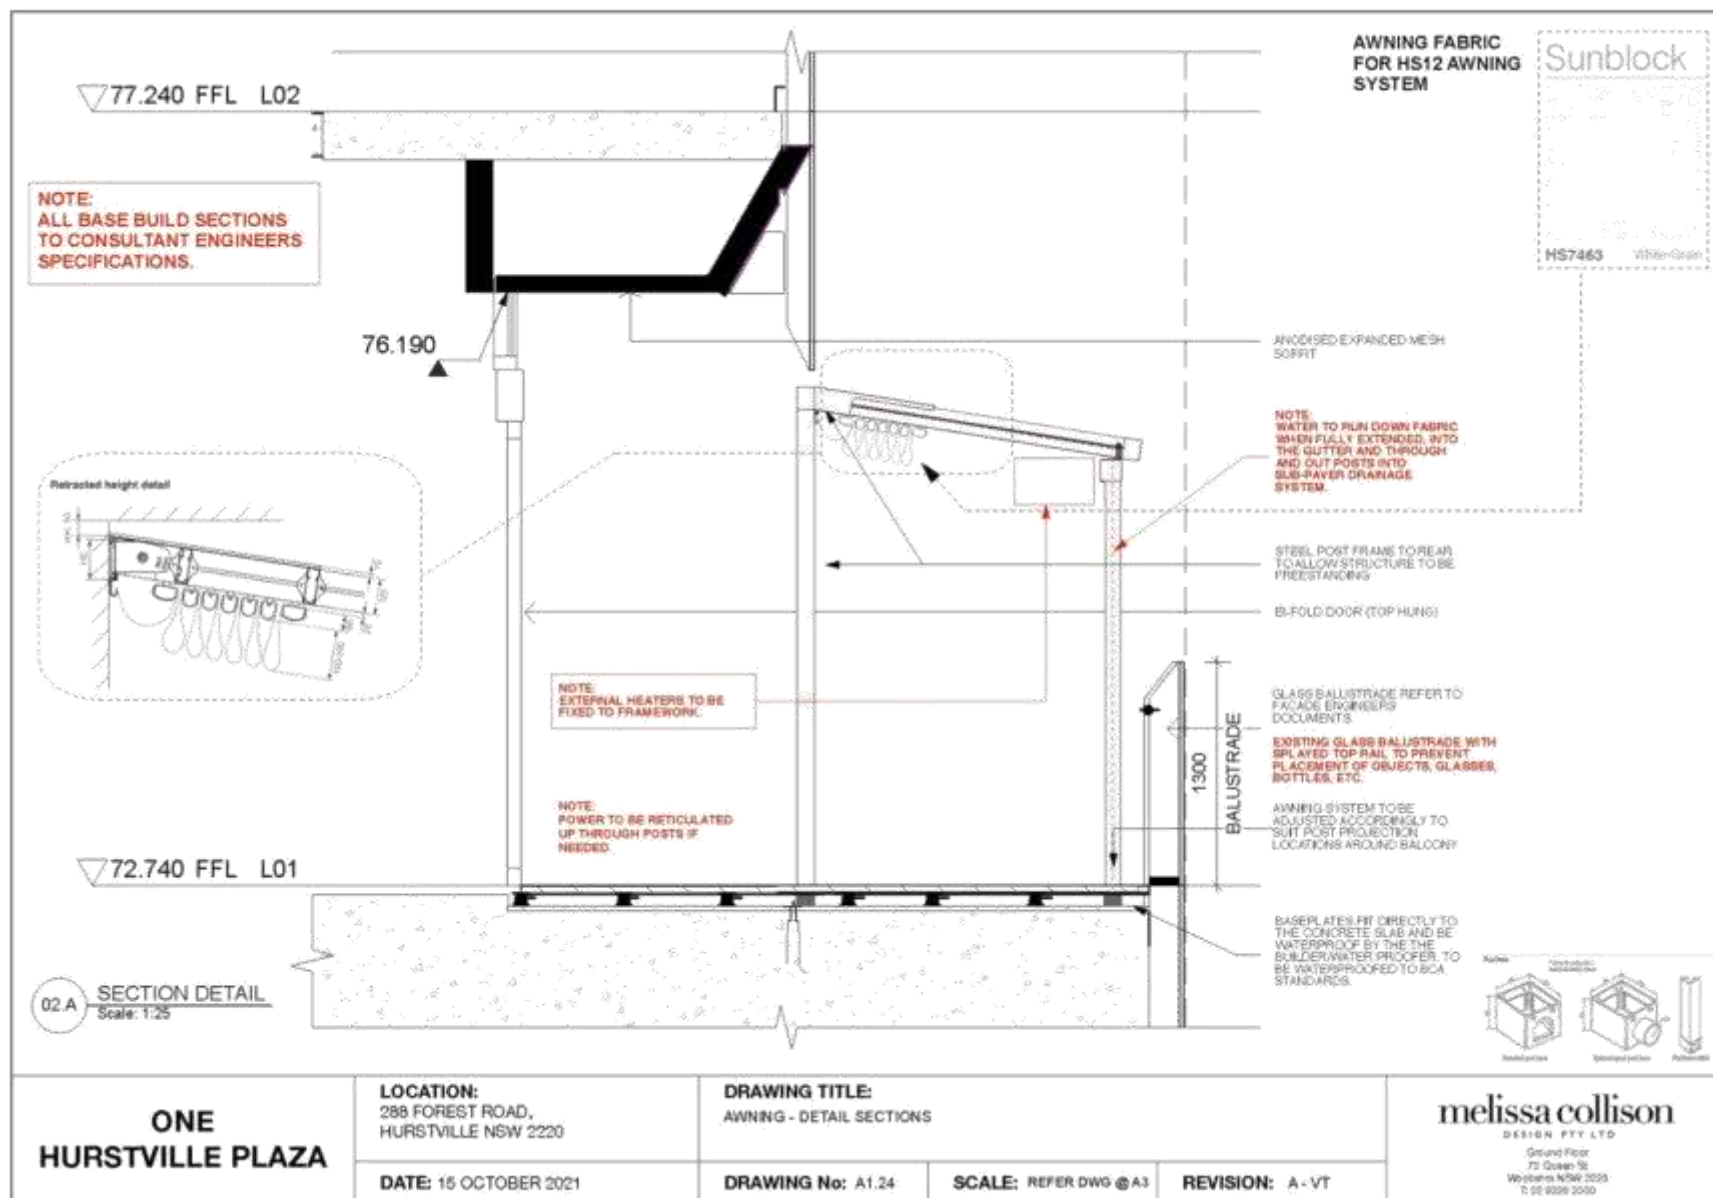 AWNING FABRIC
FOR HS12 AWNING
SYSTEM
Sunblock
HS7463 White-Grain
77.240 FFL L02
NOTE:
ALL BASE BUILD SECTIONS
TO CONSULTANT ENGINEERS
SPECIFICATIONS.
76.190
ANODISED EXPANDED MESH
SOFFIT
NOTE:
WATER TO RUN DOWN FABRIC
WHEN FULLY EXTENDED, INTO
THE GUTTER AND THROUGH
AND OUT POSTS INTO
SUB-PAVER DRAINAGE
SYSTEM.
Retracted height detail
STEEL POST FRAME TO REAR
TO ALLOW STRUCTURE TO BE
FREESTANDING
BI-FOLD DOOR (TOP HUNG)
NOTE:
EXTERNAL HEATERS TO BE
FIXED TO FRAMEWORK.
GLASS BALUSTRADE REFER TO
FACADE ENGINEERS
DOCUMENTS
EXISTING GLASS BALUSTRADE WITH
SPLAYED TOP RAIL TO PREVENT
PLACEMENT OF OBJECTS, GLASSES,
BOTTLES, ETC.
1300
BALUSTRADE
NOTE:
POWER TO BE RETICULATED
UP THROUGH POSTS IF
NEEDED
AWNING SYSTEM TO BE
ADJUSTED ACCORDINGLY TO
SUIT POST PROJECTION
LOCATIONS AROUND BALCONY
72.740 FFL L01
BASEPLATES FIT DIRECTLY TO
THE CONCRETE SLAB AND BE
WATERPROOF BY THE THE
BUILDER/WATER PROOFER. TO
BE WATERPROOFED TO BCA
STANDARDS.
02.A SECTION DETAIL
Scale: 1:25
ONE
HURSTVILLE PLAZA
LOCATION:
288 FOREST ROAD,
HURSTVILLE NSW 2220
DATE: 15 OCTOBER 2021
DRAWING TITLE:
AWNING - DETAIL SECTIONS
DRAWING No: A1.24
SCALE: REFER DWG @ A3
REVISION: A - VT
melissa collison
DESIGN PTY LTD
Ground Floor